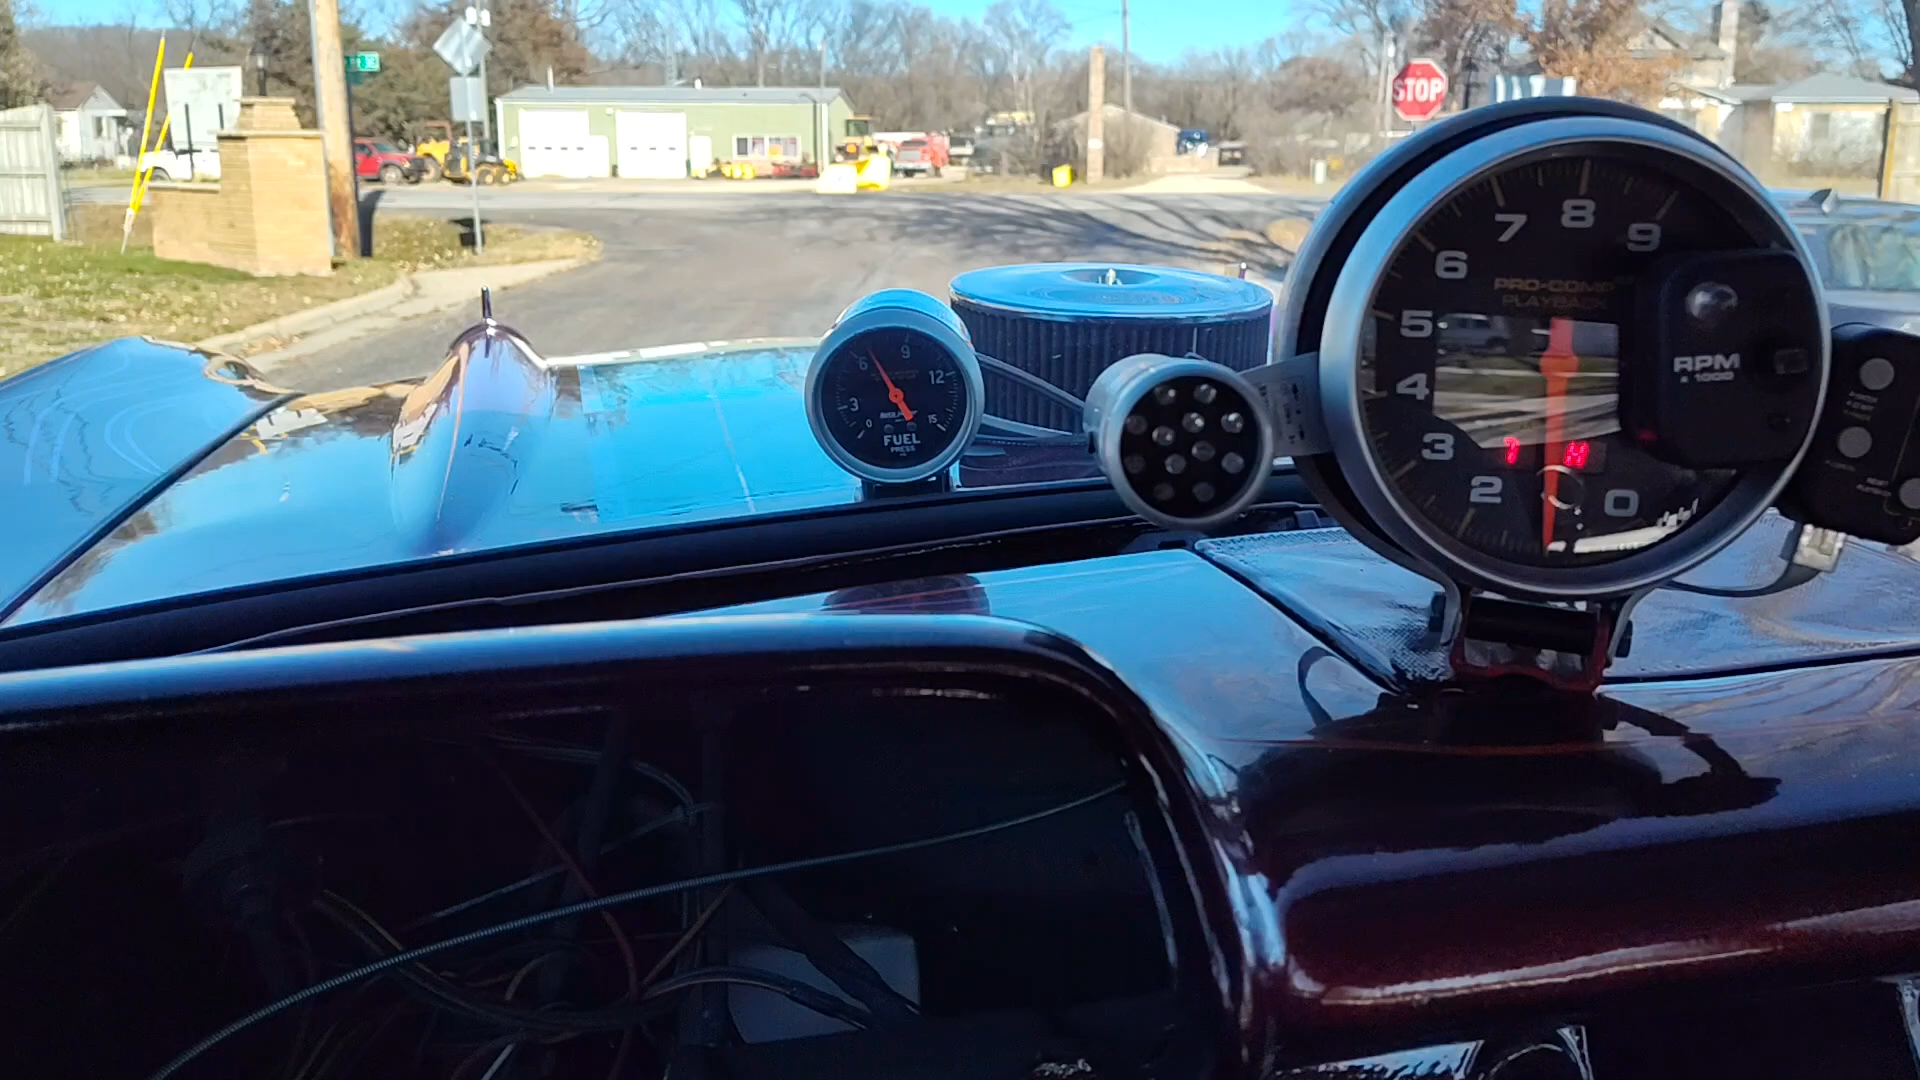 STOP
7 8 9
6
5
4
3
2
0
PRO-COMP
PLAYBACK
RPM
x 1000
7 H
6 9
3 12
0 15
FUEL
PRESS